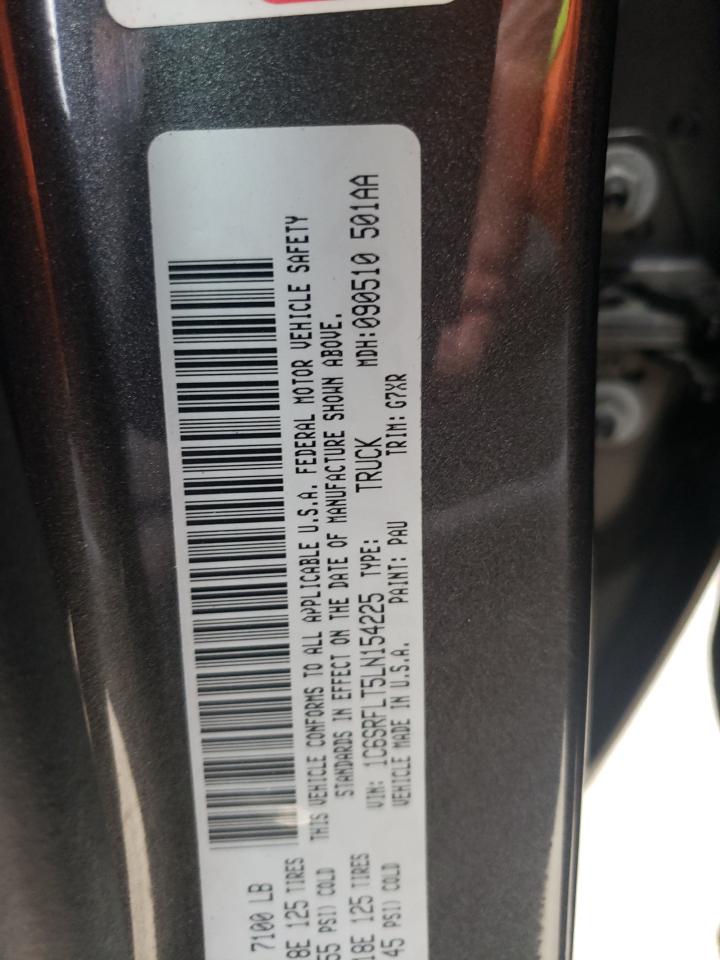 7100 LB
18E 125 TIRES
55 PSI) COLD
18E 125 TIRES
45 PSI) COLD
THIS VEHICLE CONFORMS TO ALL APPLICABLE U.S.A. FEDERAL MOTOR VEHICLE SAFETY
STANDARDS IN EFFECT ON THE DATE OF MANUFACTURE SHOWN ABOVE.
VIN: 1C6SRFLT5LN154225 TYPE: TRUCK MDH:090510 501AA
VEHICLE MADE IN U.S.A. PAINT: PAU TRIM: G7XR